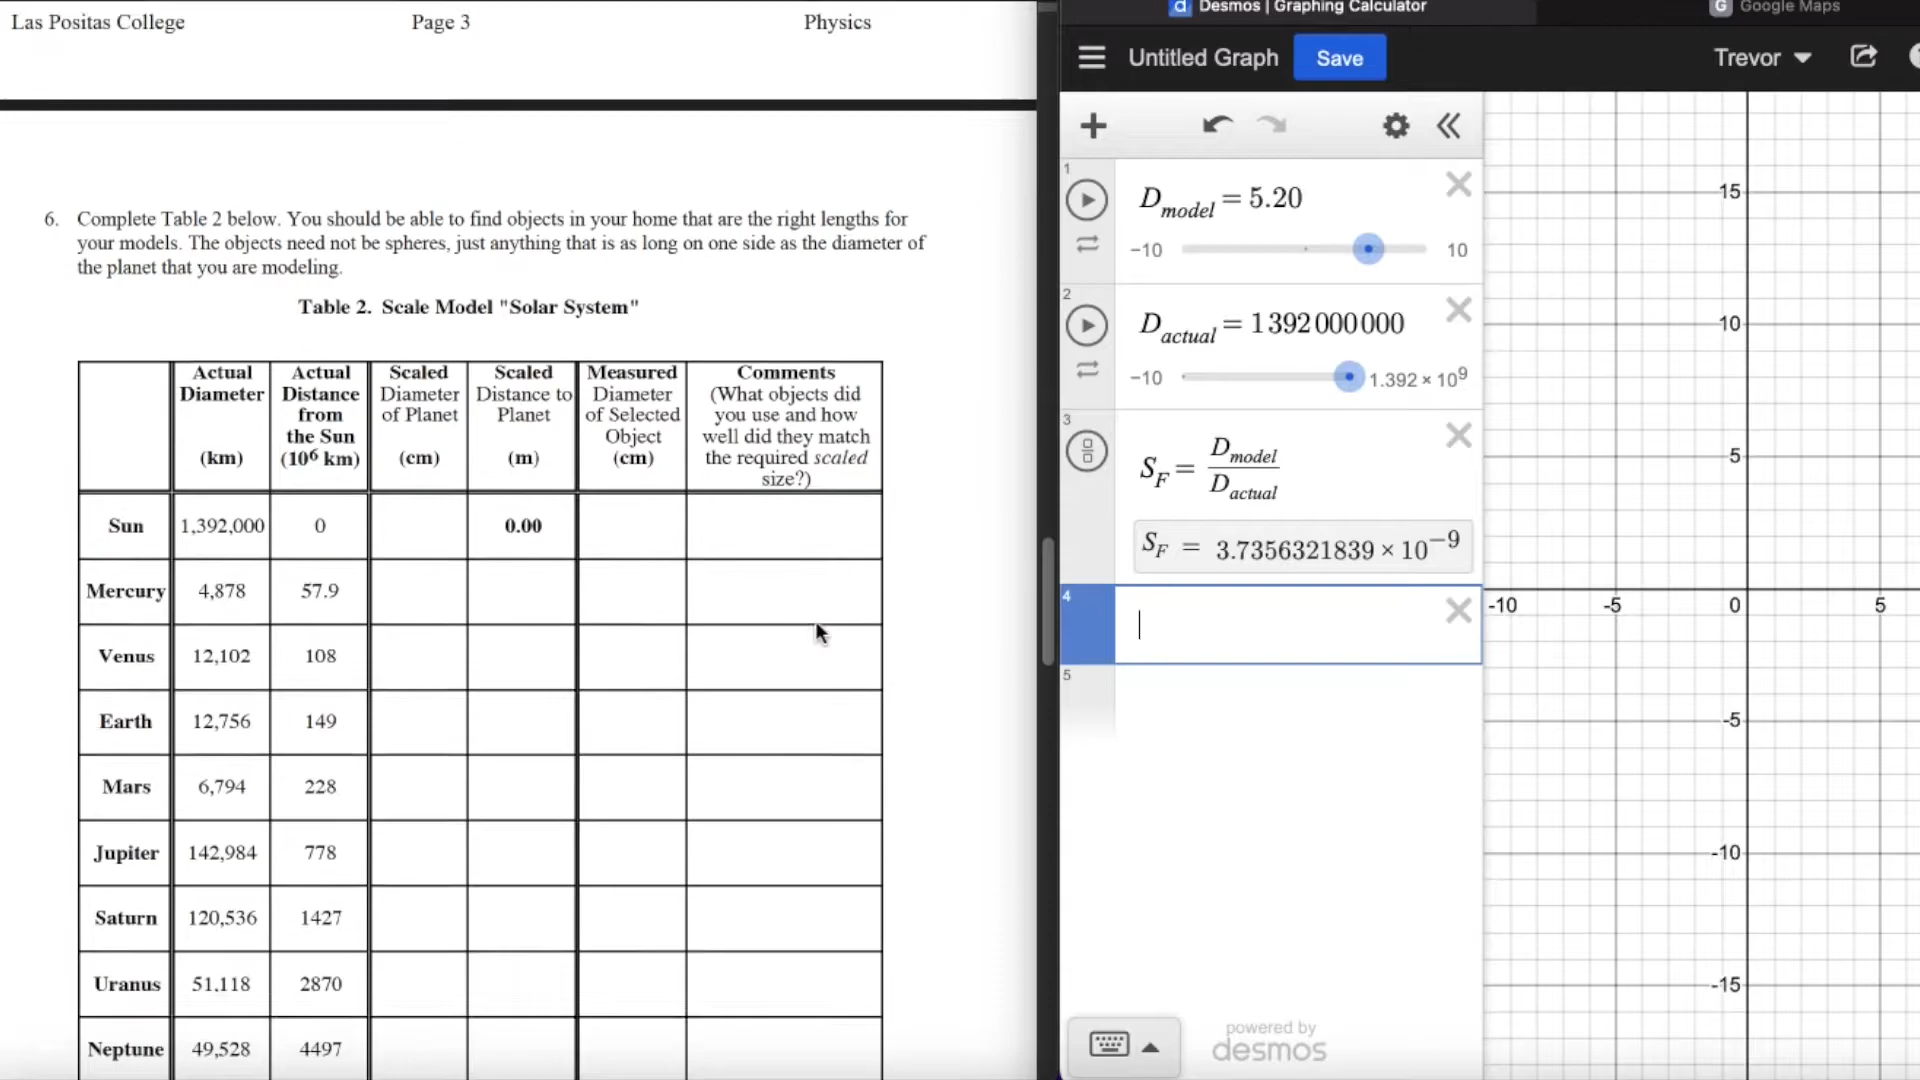 Las Positas College Page 3 Physics
6. Complete Table 2 below. You should be able to find objects in your home that are the right lengths for
your models. The objects need not be spheres, just anything that is as long on one side as the diameter of
the planet that you are modeling.
Table 2. Scale Model "Solar System"
Actual Diameter (km)
Actual Distance from the Sun (10⁶ km)
Scaled Diameter of Planet (cm)
Scaled Distance to Planet (m)
Measured Diameter of Selected Object (cm)
Comments (What objects did you use and how well did they match the required scaled size?)
Sun 1,392,000 0 0.00
Mercury 4,878 57.9
Venus 12,102 108
Earth 12,756 149
Mars 6,794 228
Jupiter 142,984 778
Saturn 120,536 1427
Uranus 51,118 2870
Neptune 49,528 4497
d Desmos | Graphing Calculator
G Google Maps
Untitled Graph Save Trevor
1
D_model = 5.20
-10 10
2
D_actual = 1392000000
-10 1.392 × 10⁹
3
S_F = D_model / D_actual
S_F = 3.7356321839 × 10⁻⁹
4
5
powered by
desmos
15
10
5
-10 -5 0 5
-5
-10
-15